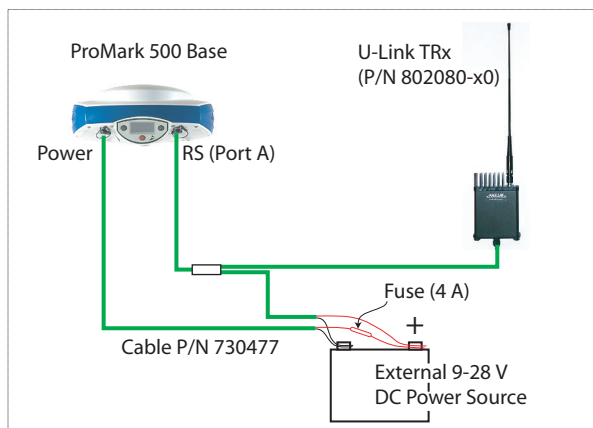 ProMark 500 Base
U-Link TRx
(P/N 802080-x0)
Power
RS (Port A)
Fuse (4 A)
+
Cable P/N 730477
External 9-28 V
DC Power Source